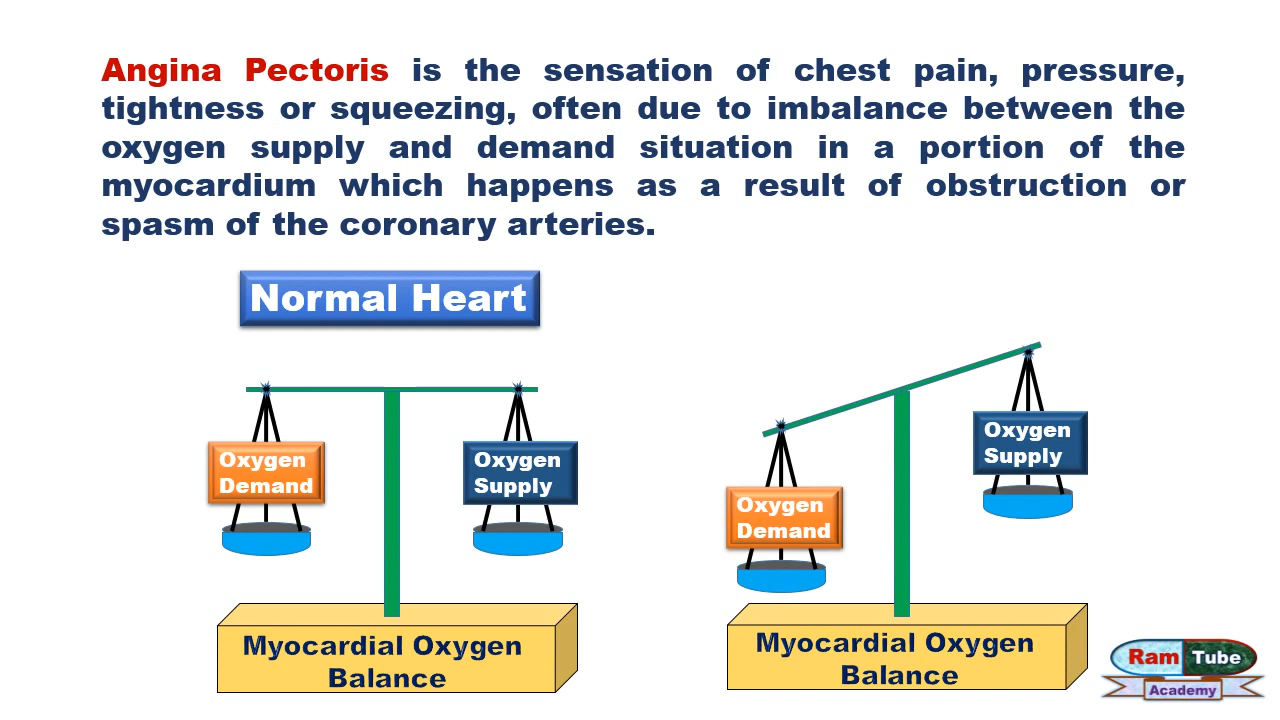 Angina Pectoris is the sensation of chest pain, pressure,
tightness or squeezing, often due to imbalance between the
oxygen supply and demand situation in a portion of the
myocardium which happens as a result of obstruction or
spasm of the coronary arteries.
Normal Heart
Oxygen
Demand
Oxygen
Supply
Myocardial Oxygen
Balance
Oxygen
Demand
Oxygen
Supply
Myocardial Oxygen
Balance
Ram Tube
Academy